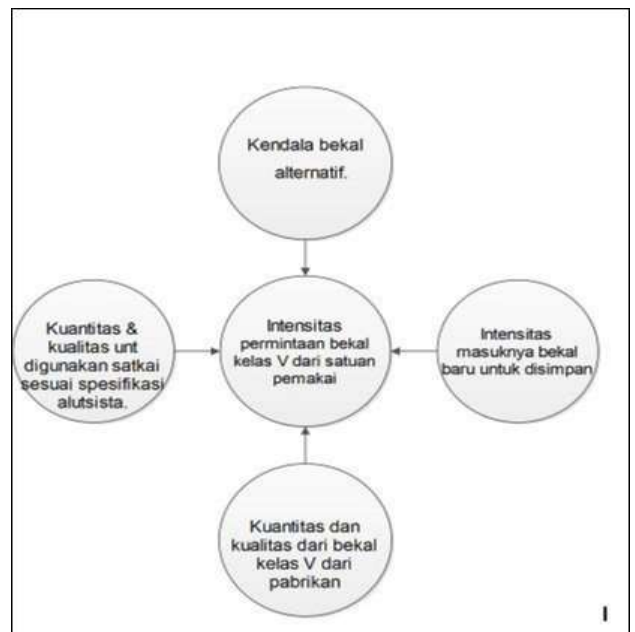 Kendala bekal
alternatif.
Kuantitas &
kualitas unt
digunakan satkai
sesuai spesifikasi
alutsista.
Intensitas
permintaan bekal
kelas V dari satuan
pemakai
Intensitas
masuknya bekal
baru untuk disimpan
Kuantitas dan
kualitas dari bekal
kelas V dari
pabrikan
I